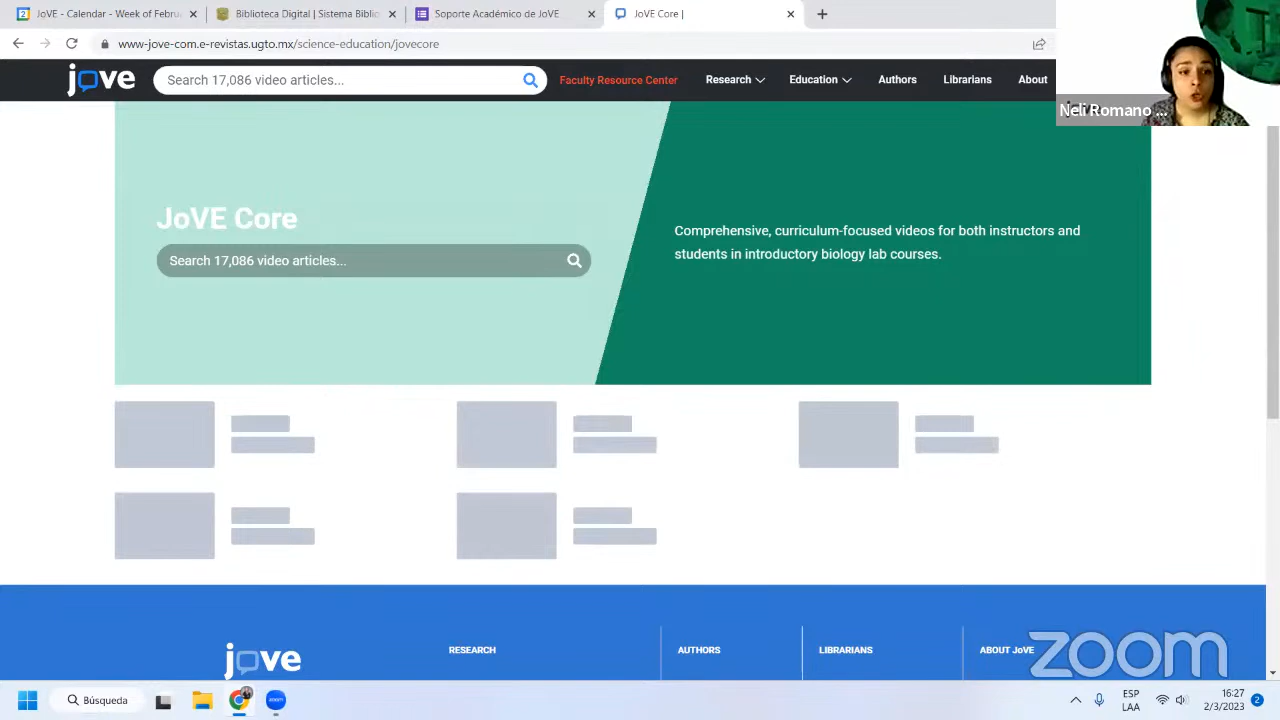 JoVE - Calendar - Week of Febru
Biblioteca Digital | Sistema Biblio
Soporte Académico de JoVE
JoVE Core |
www-jove-com.e-revistas.ugto.mx/science-education/jovecore
jove
Search 17,086 video articles...
Faculty Resource Center
Research
Education
Authors
Librarians
About
Neli Romano ...
JoVE Core
Search 17,086 video articles...
Comprehensive, curriculum-focused videos for both instructors and
students in introductory biology lab courses.
jove
RESEARCH
AUTHORS
LIBRARIANS
ABOUT JoVE
zoom
Búsqueda
zoom
ESP
LAA
16:27
2/3/2023
2